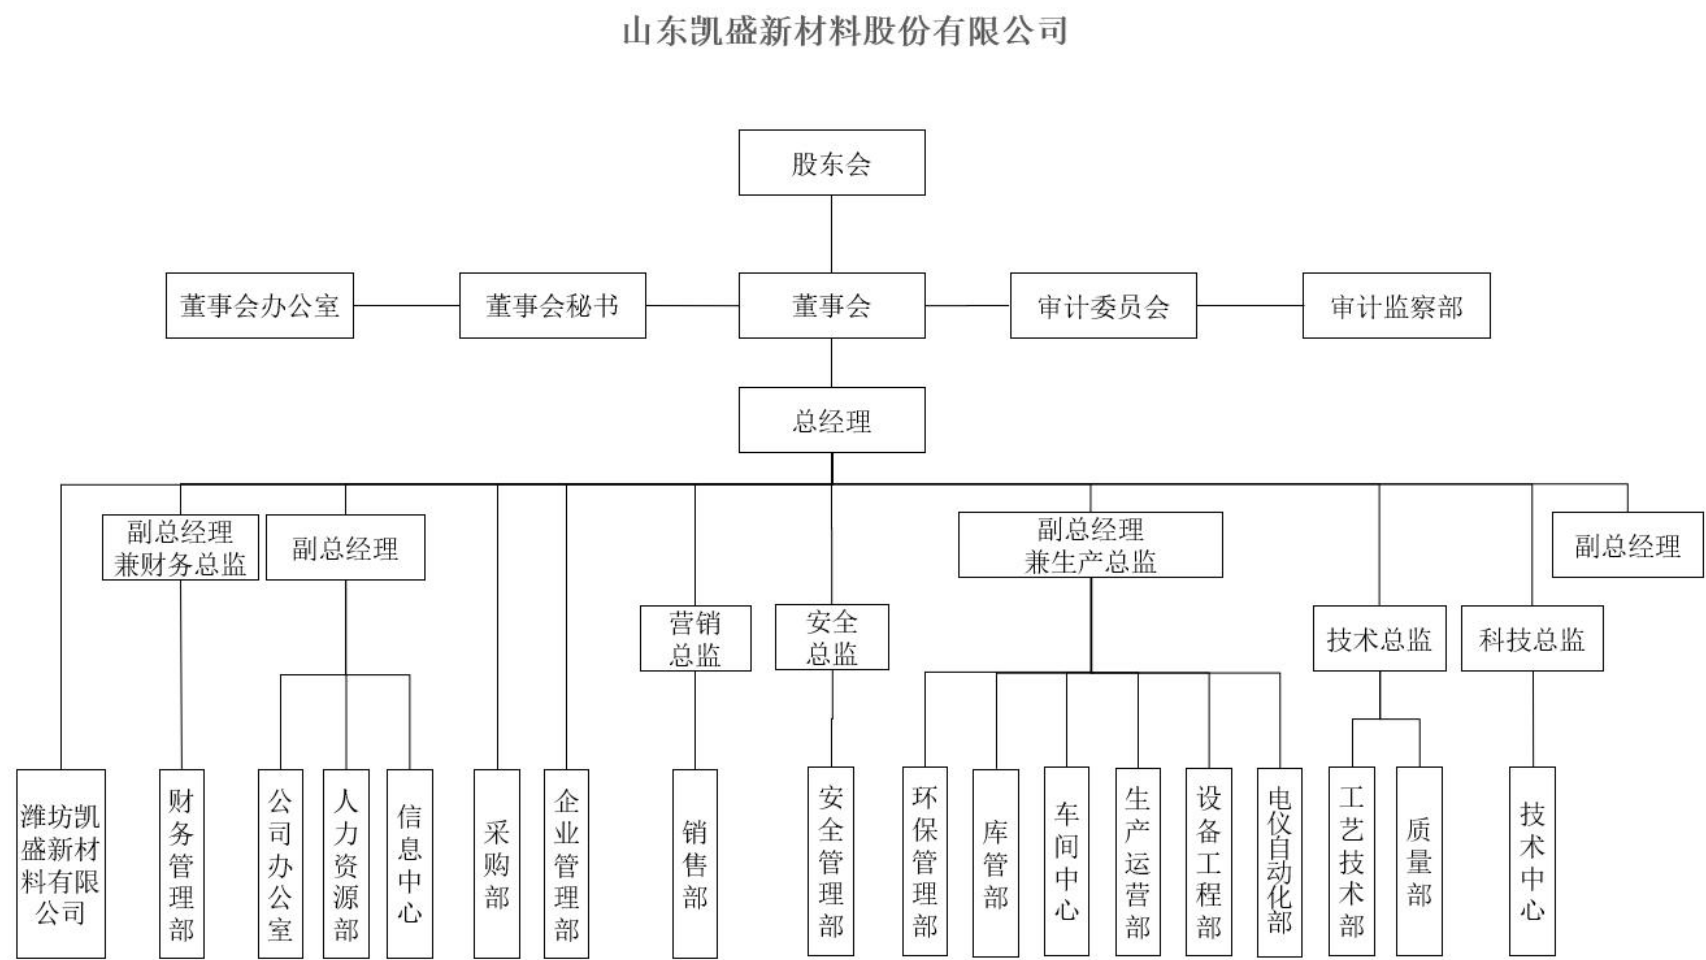 山东凯盛新材料股份有限公司
股东会
董事会办公室
董事会秘书
董事会
审计委员会
审计监察部
总经理
副总经理
兼财务总监
副总经理
副总经理
兼生产总监
副总经理
营销
总监
安全
总监
技术总监
科技总监
潍坊凯
盛新材
料有限
公司
财务管理部
公司办公室
人力资源部
信息中心
采购部
企业管理部
销售部
安全管理部
环保管理部
库管部
车间中心
生产运营部
设备工程部
电仪自动化部
工艺技术部
质量部
技术中心